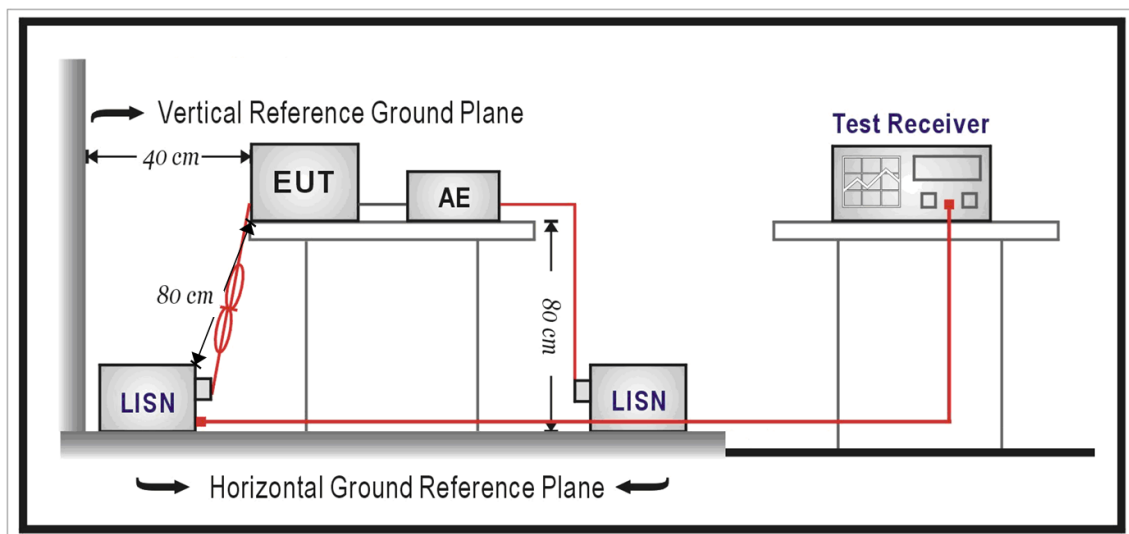 Vertical Reference Ground Plane
Test Receiver
40 cm
EUT
AE
80 cm
80 cm
LISN
LISN
Horizontal Ground Reference Plane